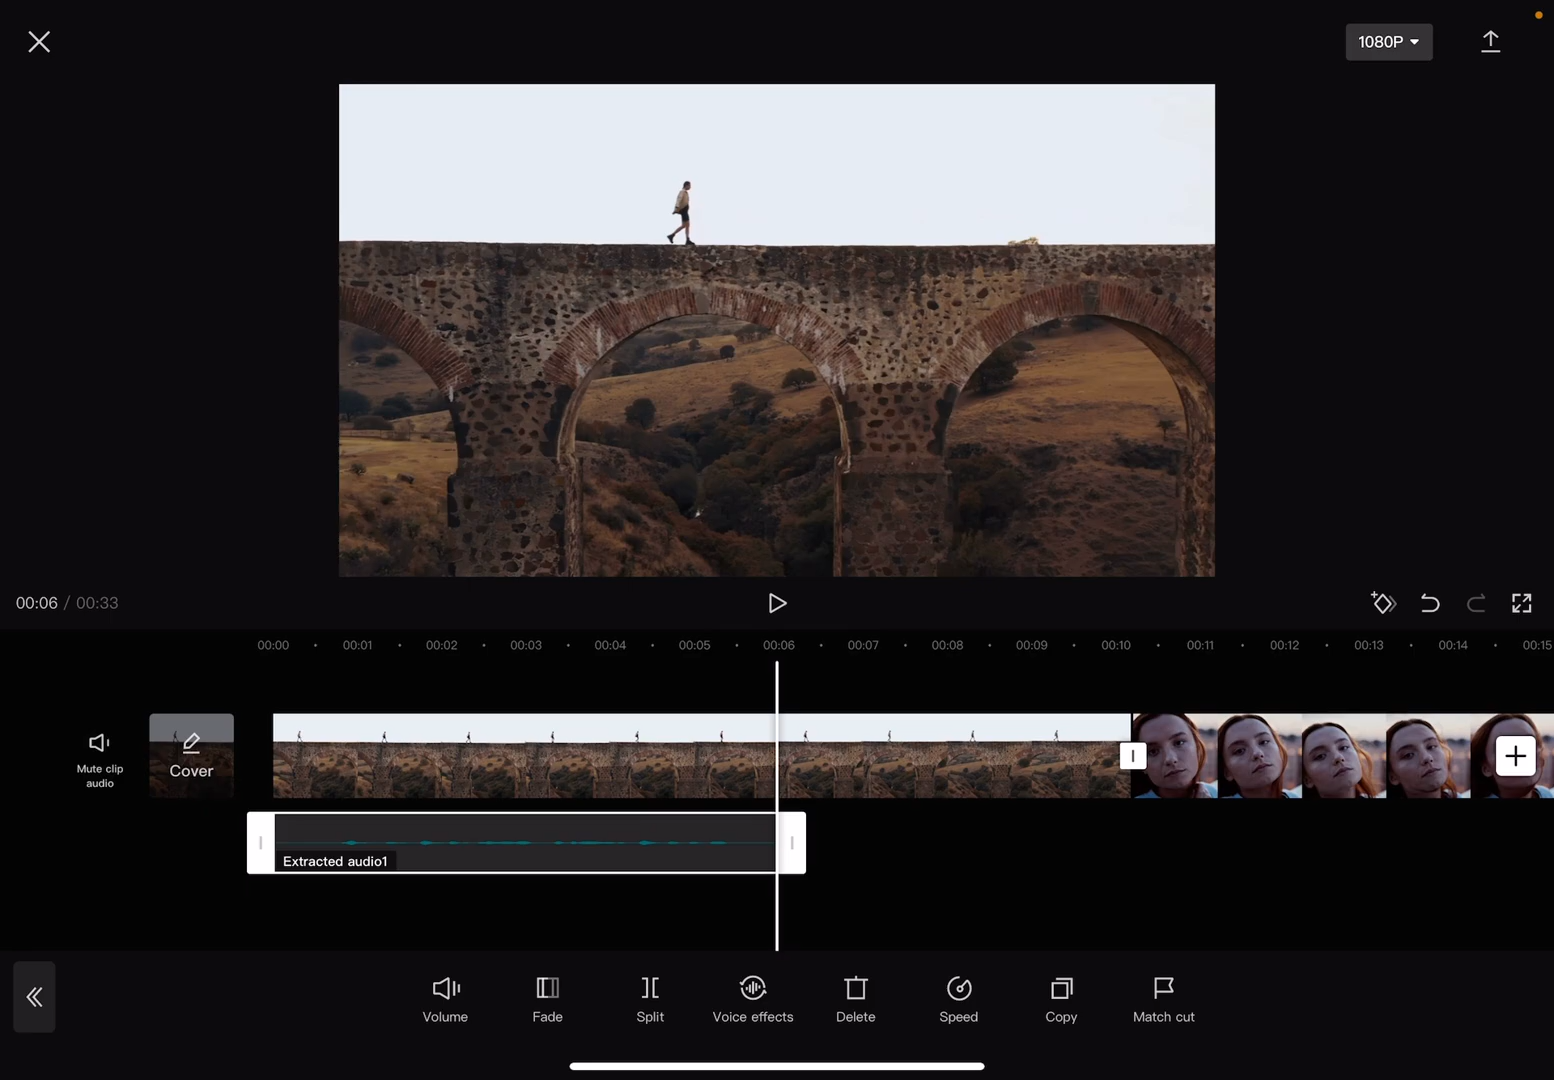 1080P
00:06 / 00:33
00:00 00:01 00:02 00:03 00:04 00:05 00:06 00:07 00:08 00:09 00:10 00:11 00:12 00:13 00:14 00:15
Mute clip
audio
Cover
Extracted audio1
Volume
Fade
Split
Voice effects
Delete
Speed
Copy
Match cut